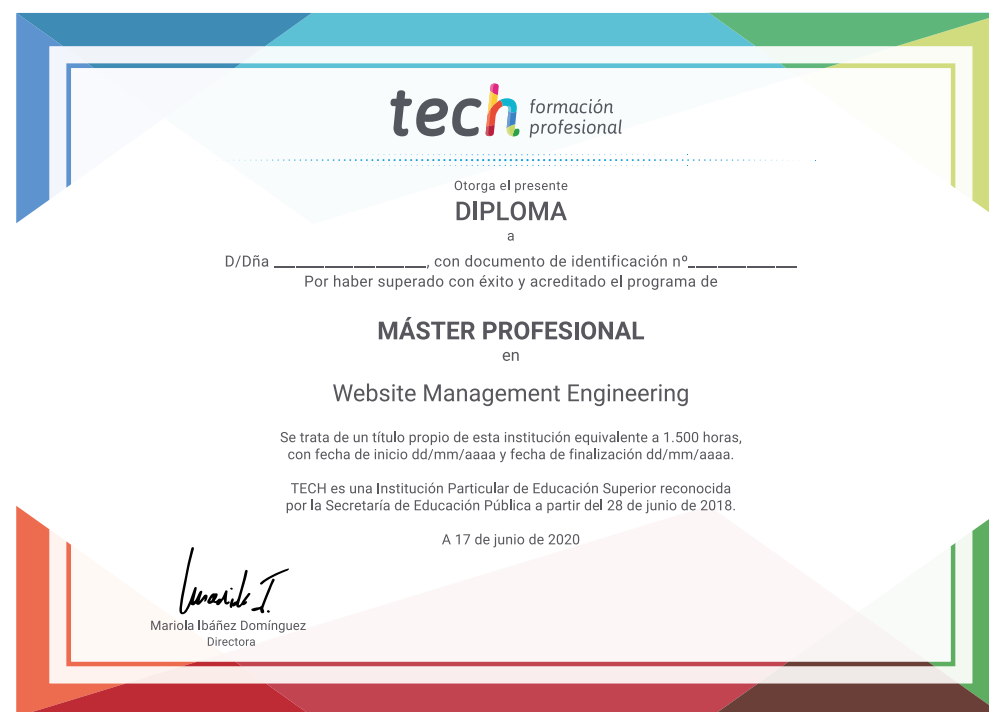 tech formación
profesional
Otorga el presente
DIPLOMA
a
D/Dña ____________________, con documento de identificación nº______________
Por haber superado con éxito y acreditado el programa de
MÁSTER PROFESIONAL
en
Website Management Engineering
Se trata de un título propio de esta institución equivalente a 1.500 horas,
con fecha de inicio dd/mm/aaaa y fecha de finalización dd/mm/aaaa.
TECH es una Institución Particular de Educación Superior reconocida
por la Secretaría de Educación Pública a partir del 28 de junio de 2018.
A 17 de junio de 2020
Mariola Ibáñez Domínguez
Directora